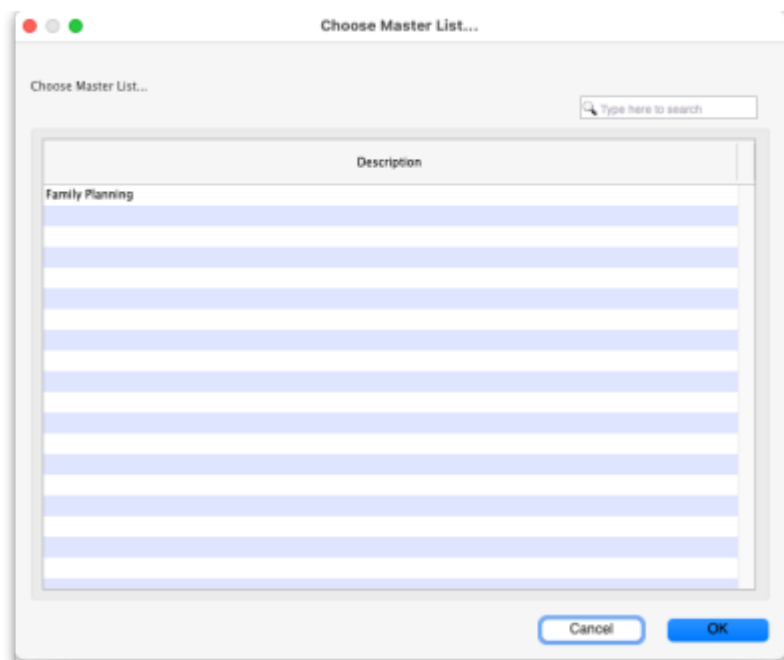 Choose Master List...
Choose Master List...
Type here to search
Description
Family Planning
Cancel
OK